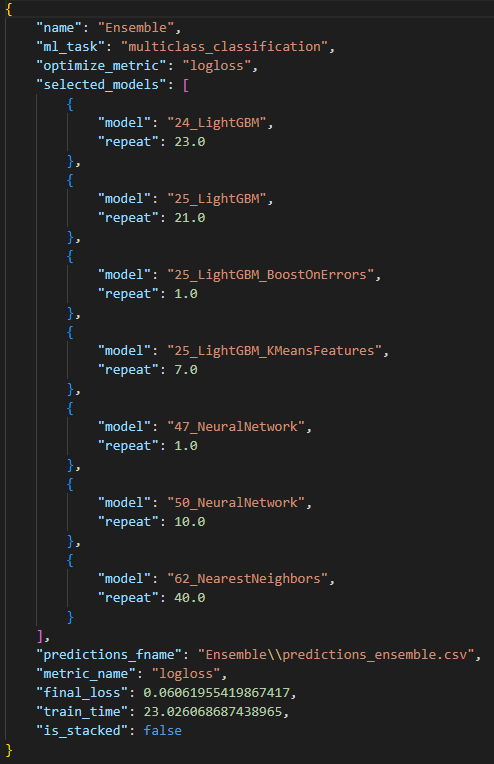 {
    "name": "Ensemble",
    "ml_task": "multiclass_classification",
    "optimize_metric": "logloss",
    "selected_models": [
        {
            "model": "24_LightGBM",
            "repeat": 23.0
        },
        {
            "model": "25_LightGBM",
            "repeat": 21.0
        },
        {
            "model": "25_LightGBM_BoostOnErrors",
            "repeat": 1.0
        },
        {
            "model": "25_LightGBM_KMeansFeatures",
            "repeat": 7.0
        },
        {
            "model": "47_NeuralNetwork",
            "repeat": 1.0
        },
        {
            "model": "50_NeuralNetwork",
            "repeat": 10.0
        },
        {
            "model": "62_NearestNeighbors",
            "repeat": 40.0
        }
    ],
    "predictions_fname": "Ensemble\\predictions_ensemble.csv",
    "metric_name": "logloss",
    "final_loss": 0.06061955419867417,
    "train_time": 23.026068687438965,
    "is_stacked": false
}